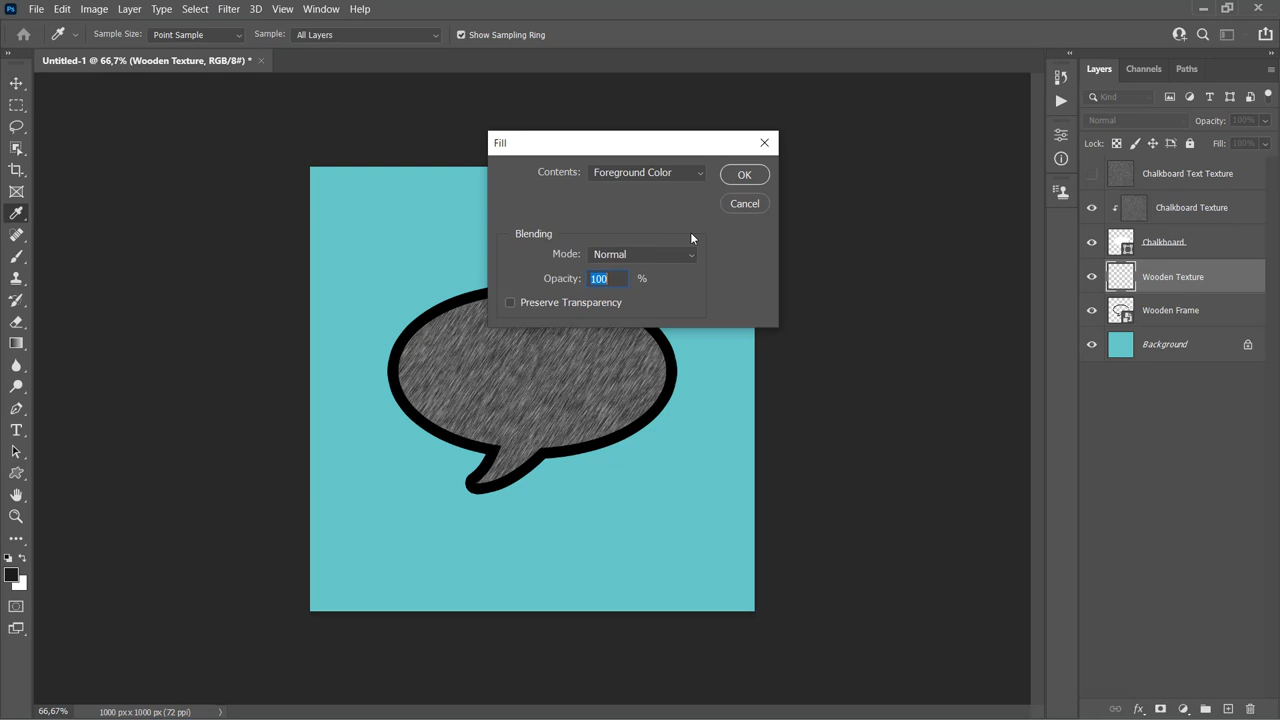 Ps File Edit Image Layer Type Select Filter 3D View Window Help
Sample Size: Point Sample Sample: All Layers Show Sampling Ring
Untitled-1 @ 66,7% (Wooden Texture, RGB/8#) *
Fill
Contents: Foreground Color
OK
Cancel
Blending
Mode: Normal
Opacity: 100 %
Preserve Transparency
Layers Channels Paths
Kind
Normal Opacity: 100%
Lock: Fill: 100%
Chalkboard Text Texture
Chalkboard Texture
Chalkboard
Wooden Texture
Wooden Frame
Background
66,67% 1000 px x 1000 px (72 ppi)